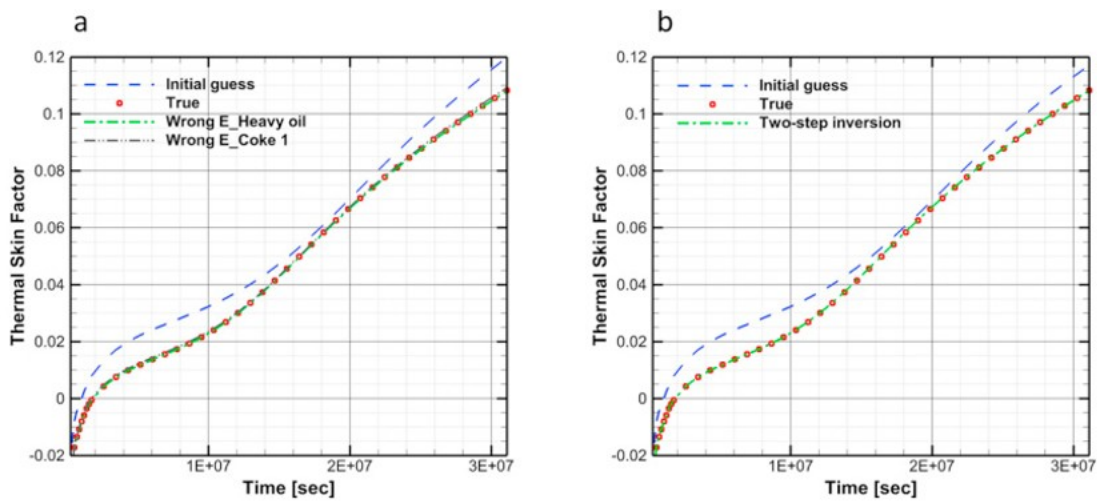 a
0.12
0.1
0.08
0.06
0.04
0.02
0
-0.02
Thermal Skin Factor
Initial guess
True
Wrong E_Heavy oil
Wrong E_Coke 1
1E+07
2E+07
3E+07
Time [sec]
b
0.12
0.1
0.08
0.06
0.04
0.02
0
-0.02
Thermal Skin Factor
Initial guess
True
Two-step inversion
1E+07
2E+07
3E+07
Time [sec]